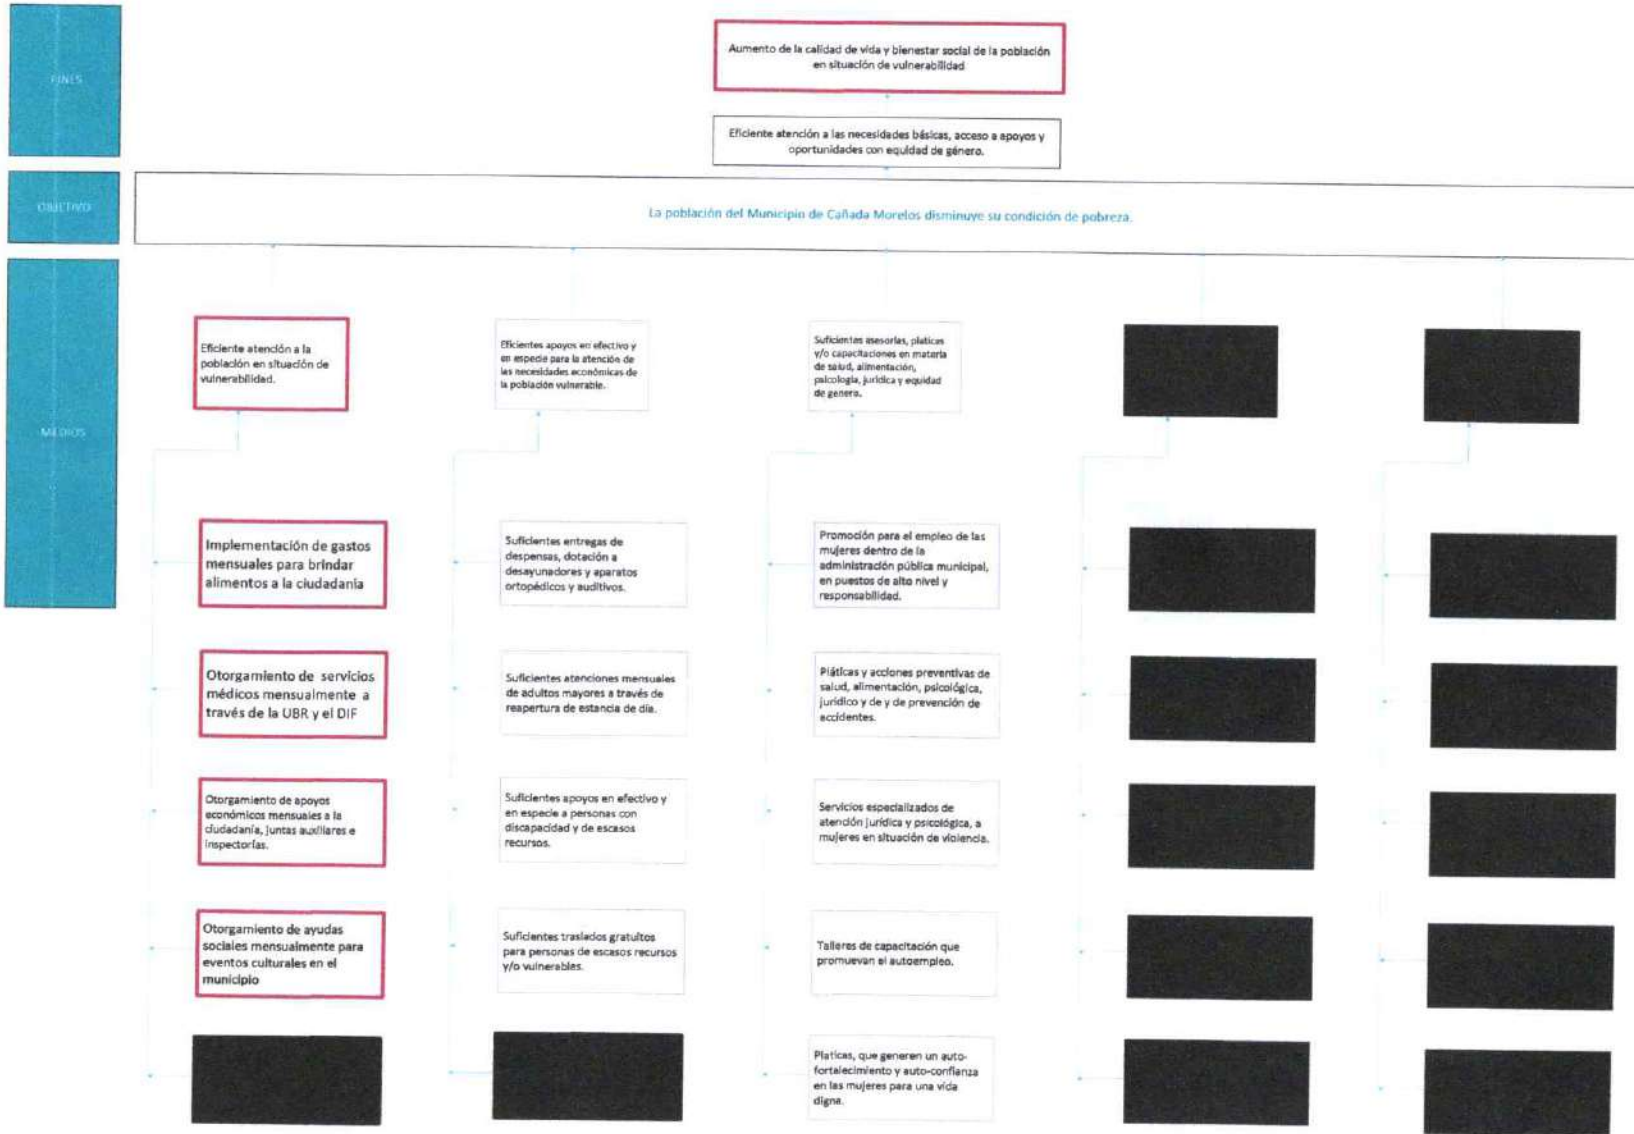 FINES
Aumento de la calidad de vida y bienestar social de la población
en situación de vulnerabilidad
Eficiente atención a las necesidades básicas, acceso a apoyos y
oportunidades con equidad de género.
OBJETIVO
La población del Municipio de Cañada Morelos disminuye su condición de pobreza.
MEDIOS
Eficiente atención a la
población en situación de
vulnerabilidad.
Eficientes apoyos en efectivo y
en especie para la atención de
las necesidades económicas de
la población vulnerable.
Suficientes asesorías, platicas
y/o capacitaciones en materia
de salud, alimentación,
psicología, jurídica y equidad
de genero.
Implementación de gastos
mensuales para brindar
alimentos a la ciudadanía
Suficientes entregas de
despensas, dotación a
desayunadores y aparatos
ortopédicos y auditivos.
Promoción para el empleo de las
mujeres dentro de la
administración pública municipal,
en puestos de alto nivel y
responsabilidad.
Otorgamiento de servicios
médicos mensualmente a
través de la UBR y el DIF
Suficientes atenciones mensuales
de adultos mayores a través de
reapertura de estancia de día.
Pláticas y acciones preventivas de
salud, alimentación, psicológica,
jurídico y de y de prevención de
accidentes.
Otorgamiento de apoyos
económicos mensuales a la
ciudadanía, juntas auxiliares e
inspectorías.
Suficientes apoyos en efectivo y
en especie a personas con
discapacidad y de escasos
recursos.
Servicios especializados de
atención jurídica y psicológica, a
mujeres en situación de violencia.
Otorgamiento de ayudas
sociales mensualmente para
eventos culturales en el
municipio
Suficientes traslados gratuitos
para personas de escasos recursos
y/o vulnerables.
Talleres de capacitación que
promuevan el autoempleo.
Platicas, que generen un auto-
fortalecimiento y auto-confianza
en las mujeres para una vida
digna.